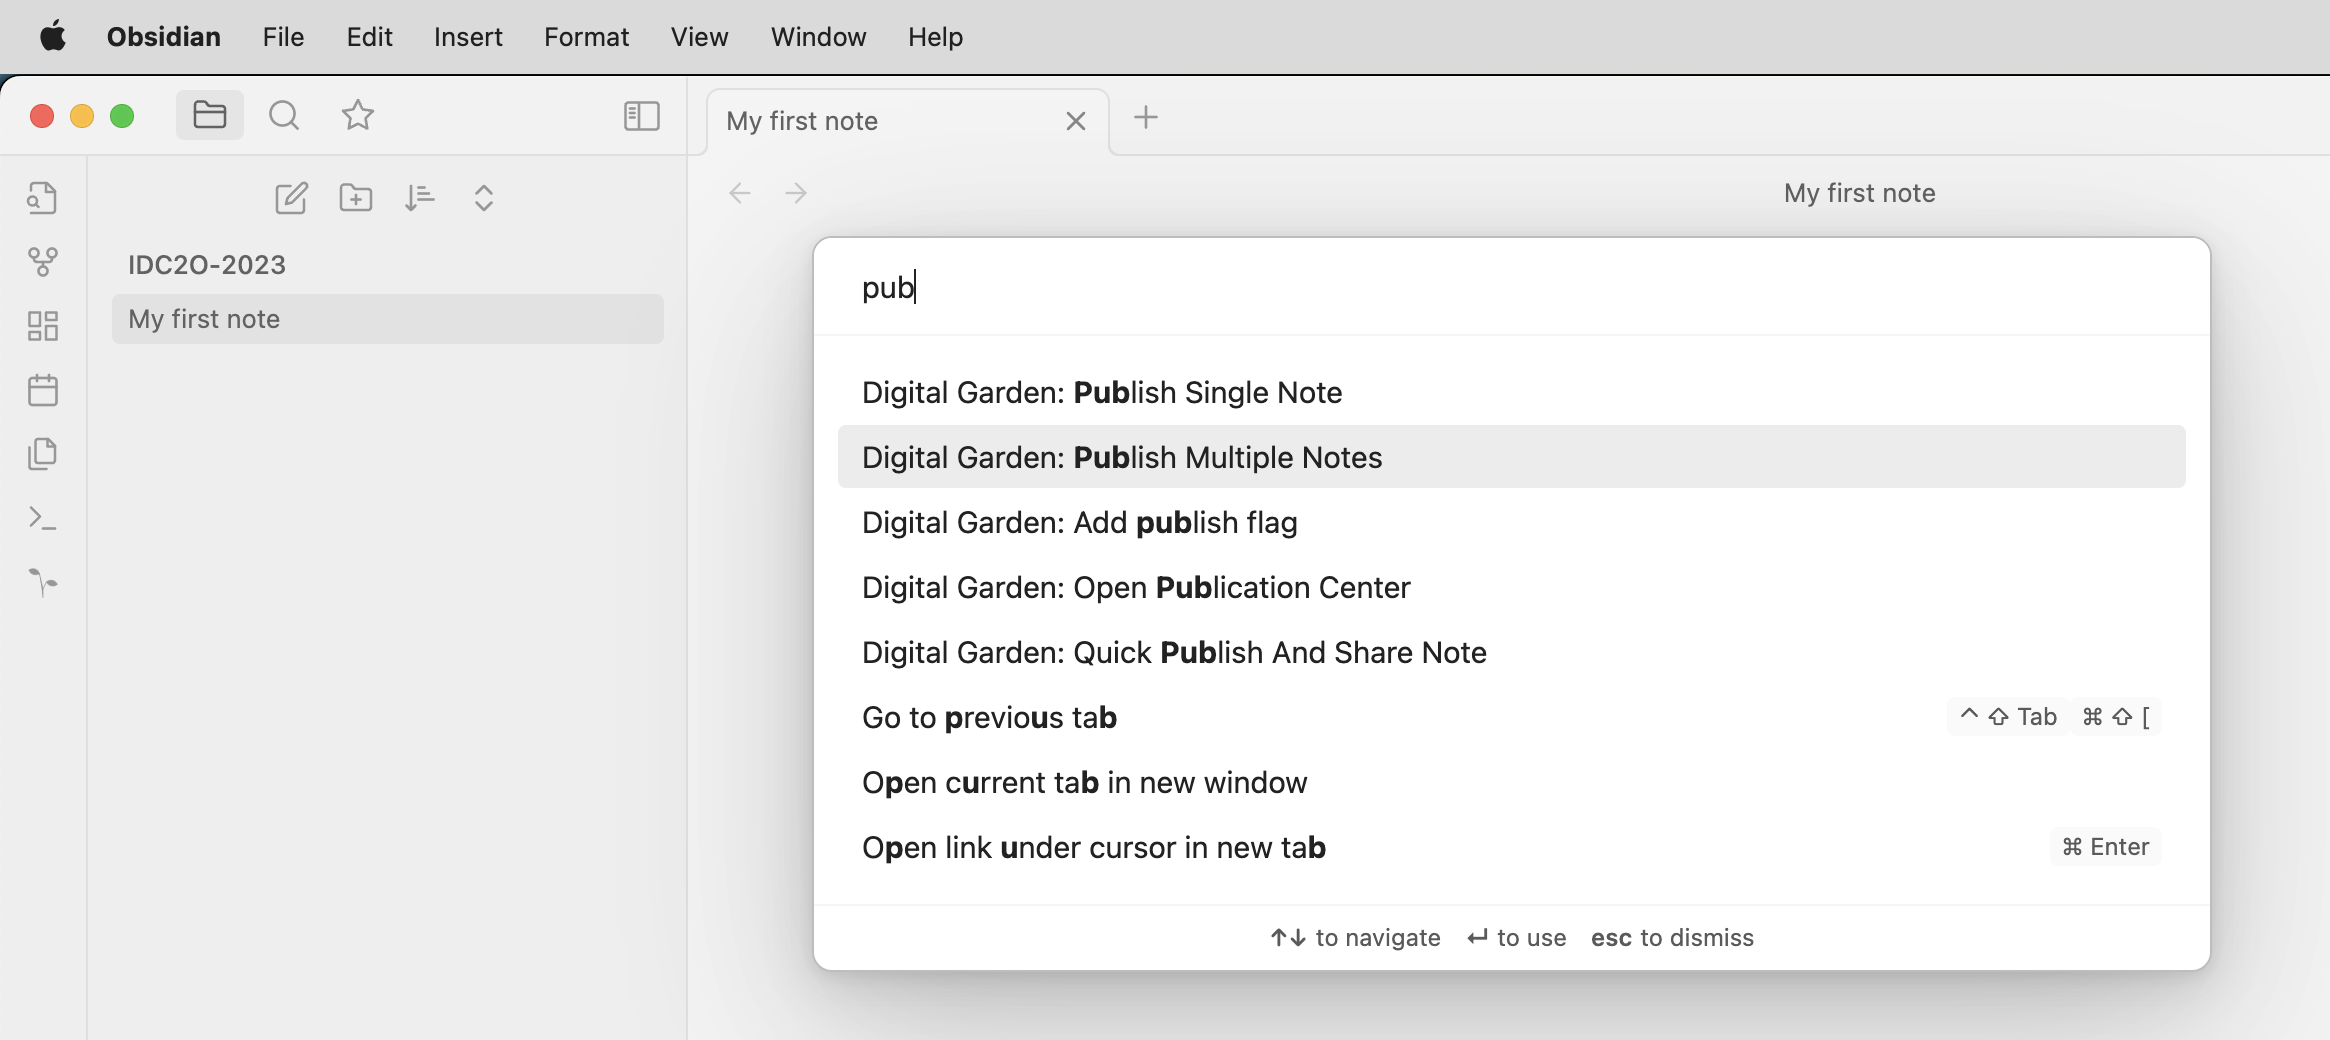 Obsidian File Edit Insert Format View Window Help
My first note
My first note
IDC2O-2023
My first note
pub
Digital Garden: Publish Single Note
Digital Garden: Publish Multiple Notes
Digital Garden: Add publish flag
Digital Garden: Open Publication Center
Digital Garden: Quick Publish And Share Note
Go to previous tab ^ ⇧ Tab ⌘ ⇧ [
Open current tab in new window
Open link under cursor in new tab ⌘ Enter
↑↓ to navigate ↵ to use esc to dismiss